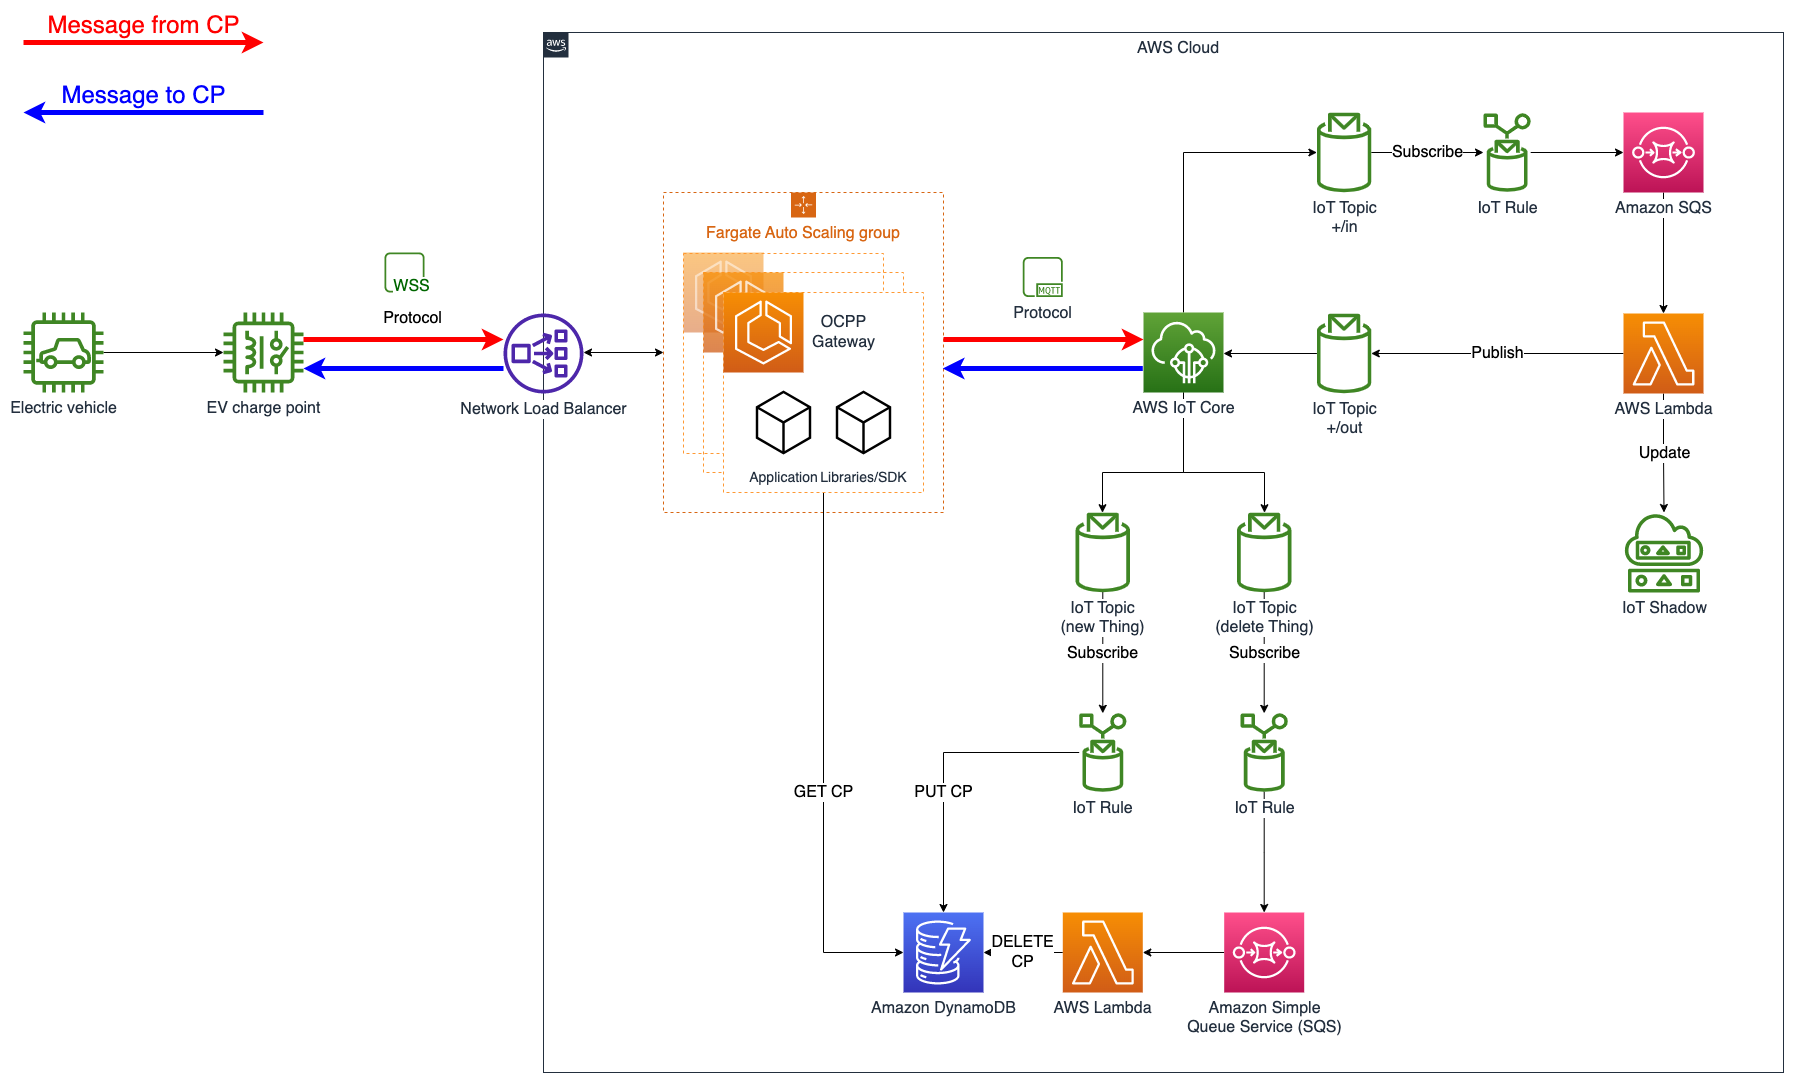 Message from CP
Message to CP
aws
AWS Cloud
IoT Topic
+/in
Subscribe
IoT Rule
Amazon SQS
Fargate Auto Scaling group
WSS
Protocol
MQTT
Protocol
OCPP
Gateway
Application Libraries/SDK
Electric vehicle
EV charge point
Network Load Balancer
AWS IoT Core
IoT Topic
+/out
Publish
AWS Lambda
Update
IoT Shadow
IoT Topic
(new Thing)
Subscribe
IoT Topic
(delete Thing)
Subscribe
GET CP
PUT CP
IoT Rule
IoT Rule
DELETE
CP
Amazon DynamoDB
AWS Lambda
Amazon Simple
Queue Service (SQS)